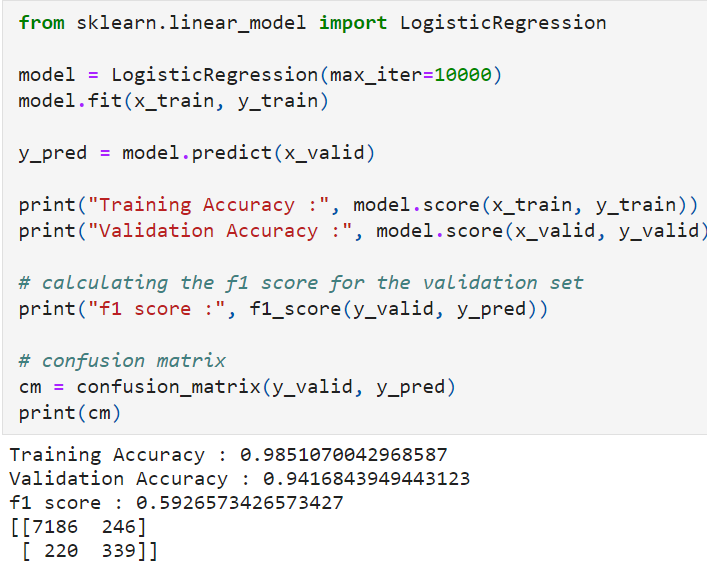 from sklearn.linear_model import LogisticRegression
model = LogisticRegression(max_iter=10000)
model.fit(x_train, y_train)
y_pred = model.predict(x_valid)
print("Training Accuracy :", model.score(x_train, y_train))
print("Validation Accuracy :", model.score(x_valid, y_valid)
# calculating the f1 score for the validation set
print("f1 score :", f1_score(y_valid, y_pred))
# confusion matrix
cm = confusion_matrix(y_valid, y_pred)
print(cm)
Training Accuracy : 0.9851070042968587
Validation Accuracy : 0.9416843949443123
f1 score : 0.5926573426573427
[[7186  246]
 [ 220  339]]